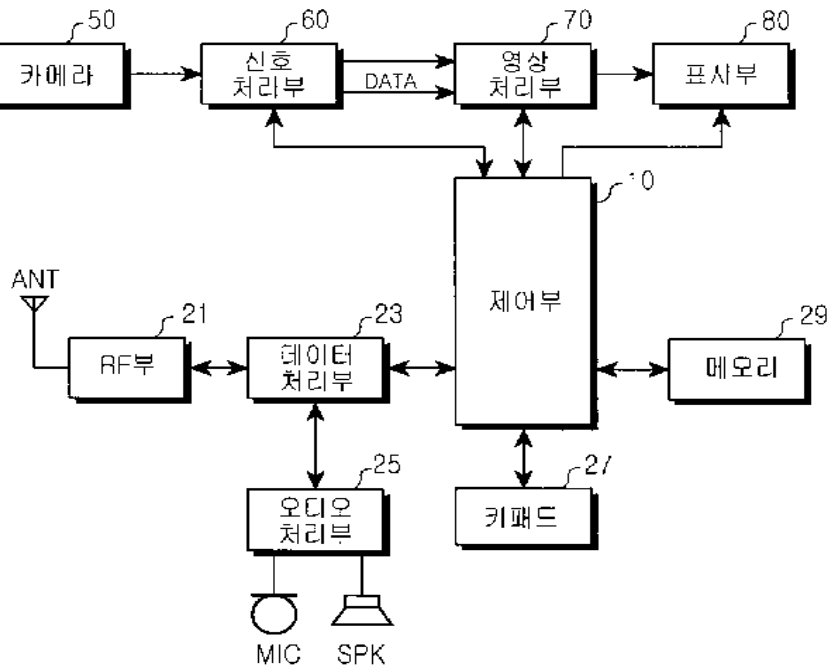 50
60
70
80
카메라
신호
처리부
DATA
영상
처리부
표시부
10
제어부
ANT
21
RF부
23
데이터
처리부
29
메모리
25
오디오
처리부
27
키패드
MIC
SPK